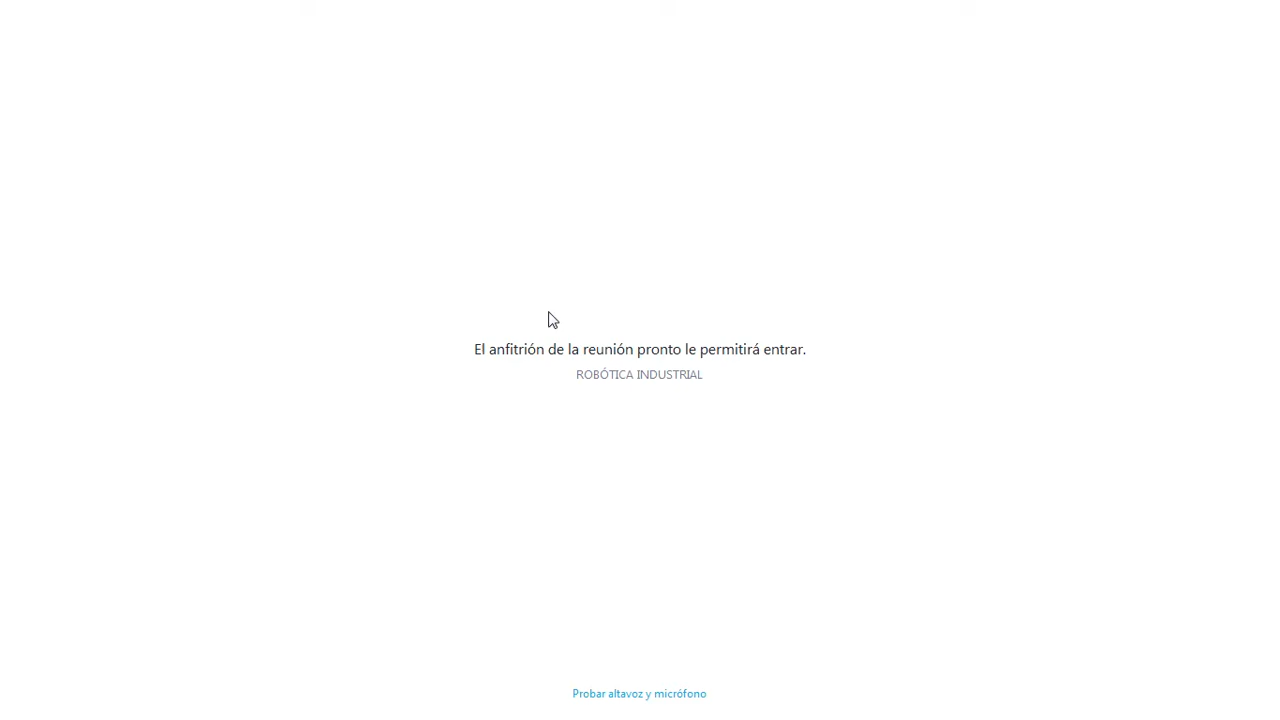 El anfitrión de la reunión pronto le permitirá entrar.
ROBÓTICA INDUSTRIAL
Probar altavoz y micrófono